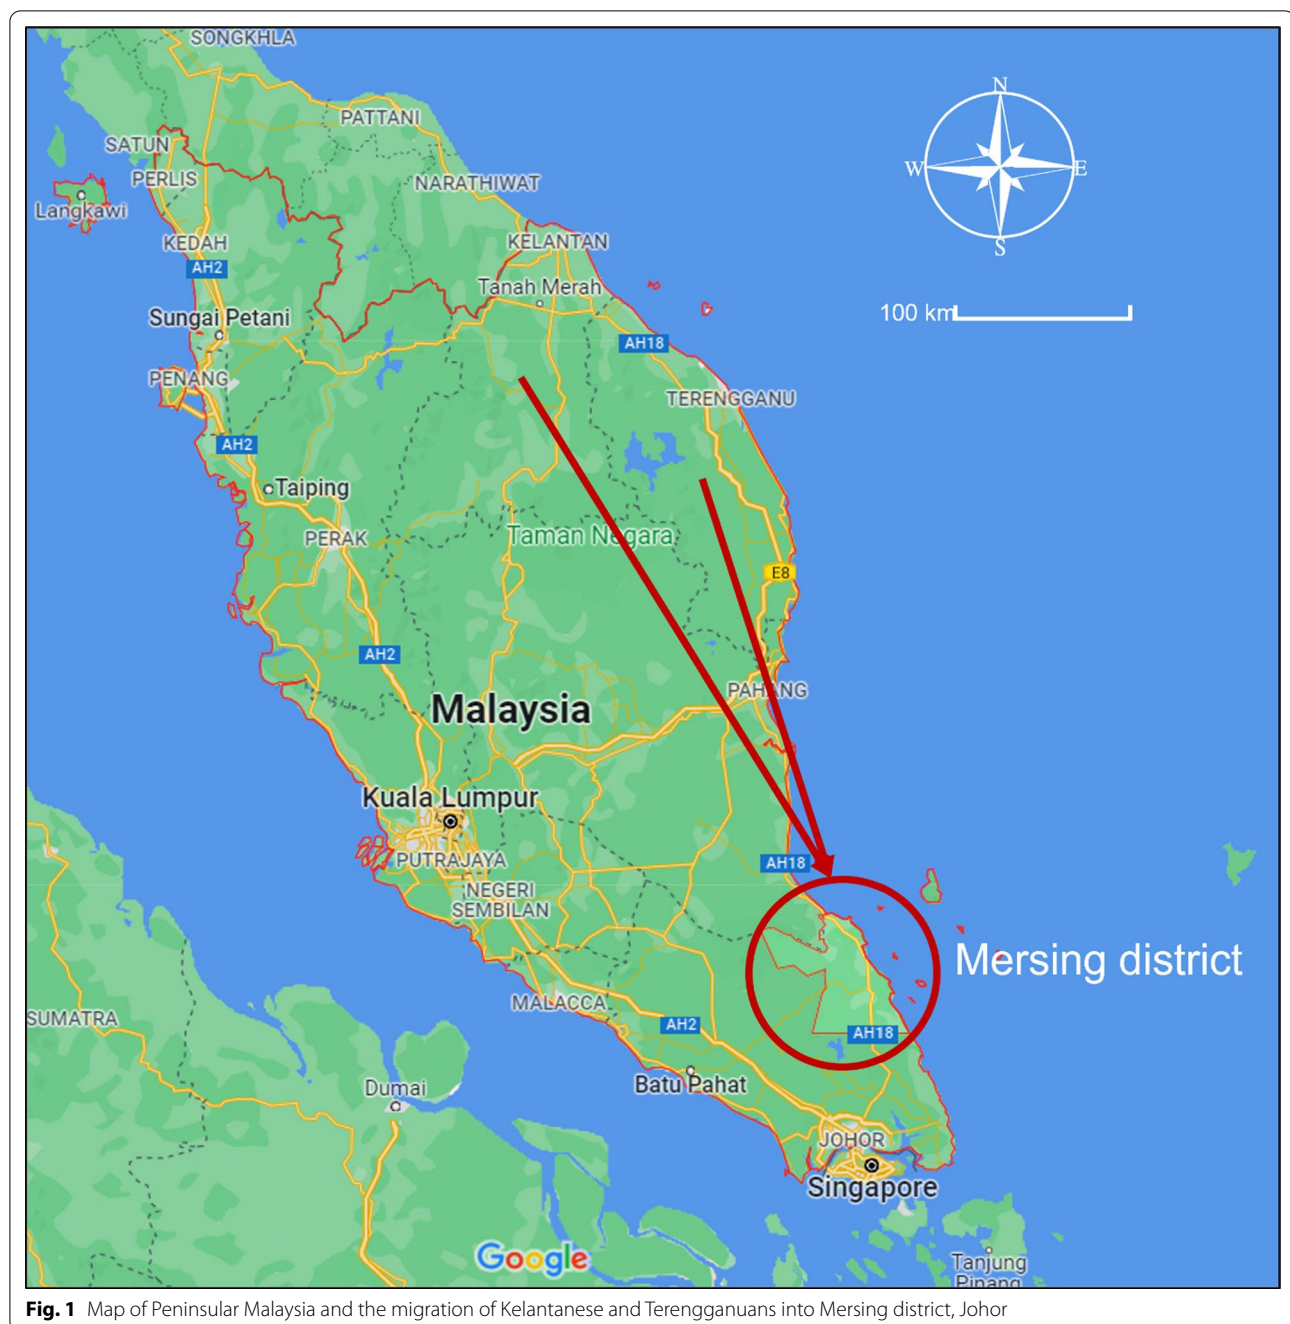 SONGKHLA
PATTANI
SATUN
PERLIS
NARATHIWAT
Langkawi
KEDAH
KELANTAN
AH2
Tanah Merah
Sungai Petani
AH18
PENANG
TERENGGANU
AH2
Taiping
PERAK
Taman Negara
E8
AH2
PAHANG
Malaysia
Kuala Lumpur
PUTRAJAYA
AH18
NEGERI
SEMBILAN
Mersing district
MALACCA
SUMATRA
AH2
AH18
Batu Pahat
Dumai
JOHOR
Singapore
Google
Tanjung
Pinang
N
W
E
S
100 km
Fig. 1 Map of Peninsular Malaysia and the migration of Kelantanese and Terengganuans into Mersing district, Johor